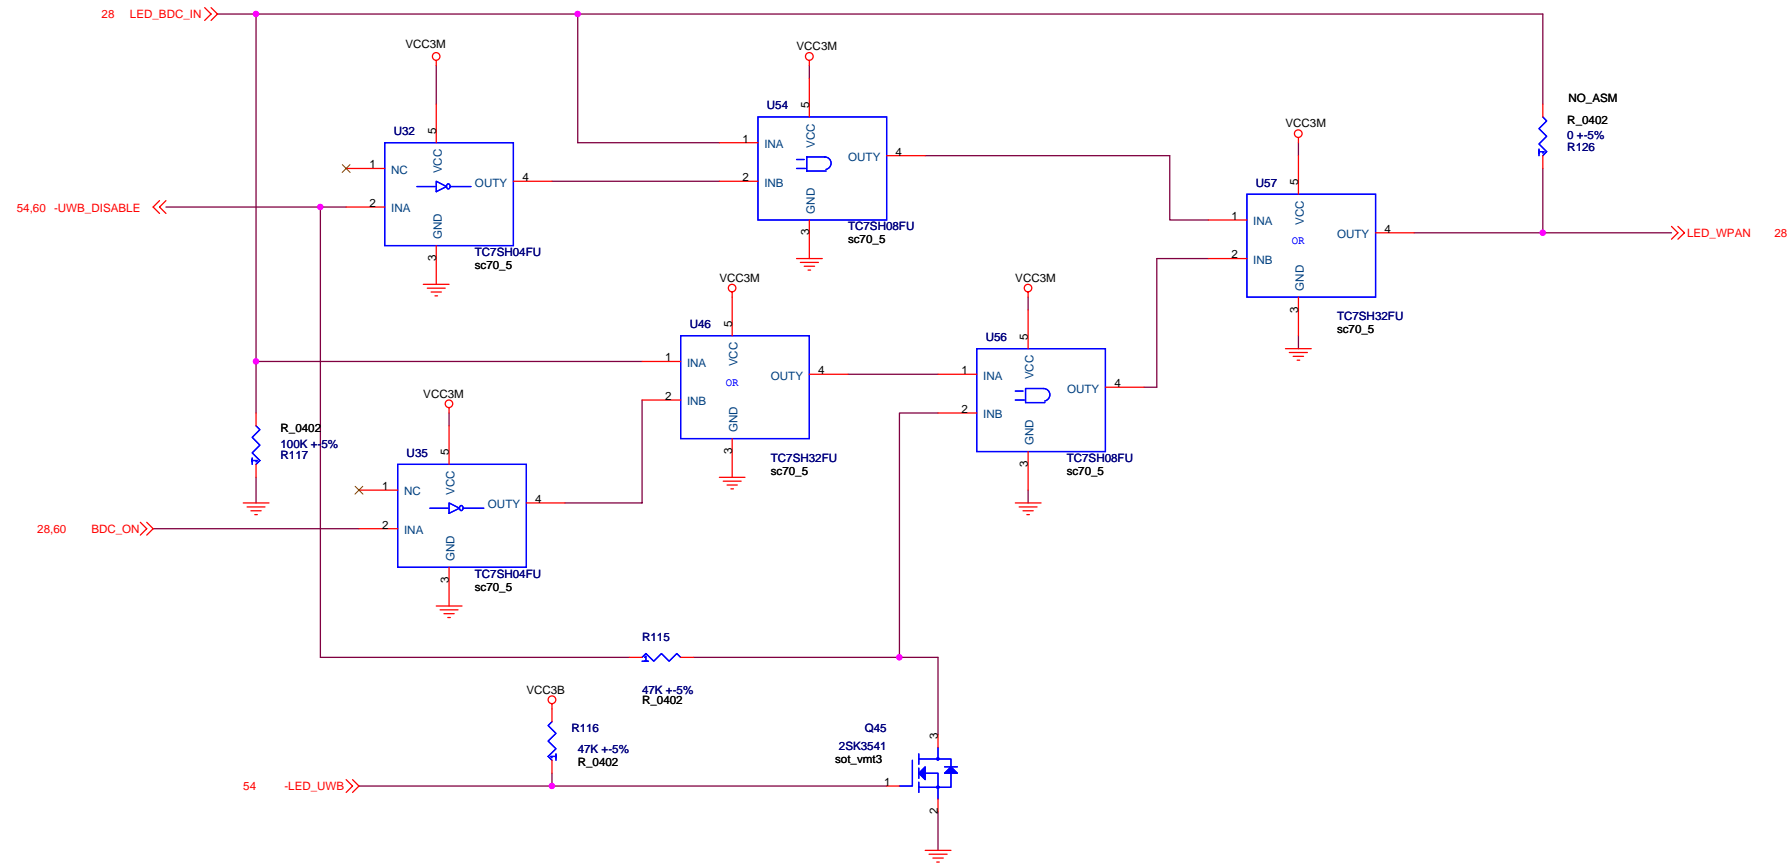 28 LED_BDC_IN
VCC3M
U32
5
1 NC
VCC
OUTY 4
54,60 -UWB_DISABLE
2 INA
GND
3
TC7SH04FU
sc70_5
VCC3M
U54
5
1 INA
VCC
OUTY 4
2 INB
GND
3
TC7SH08FU
sc70_5
VCC3M
U57
5
1 INA
VCC
OR
OUTY 4
2 INB
GND
3
TC7SH32FU
sc70_5
NO_ASM
R_0402
0 +-5%
R126
1
LED_WPAN 28
VCC3M
U46
5
1 INA
VCC
OR
OUTY 4
2 INB
GND
3
TC7SH32FU
sc70_5
VCC3M
U56
5
1 INA
VCC
OUTY 4
2 INB
GND
3
TC7SH08FU
sc70_5
R_0402
100K +-5%
R117
1
VCC3M
U35
5
1 NC
VCC
OUTY 4
28,60 BDC_ON
2 INA
GND
3
TC7SH04FU
sc70_5
R115
1
47K +-5%
R_0402
VCC3B
R116
47K +-5%
R_0402
1
Q45
2SK3541
sot_vmt3
3
54 -LED_UWB
1
2